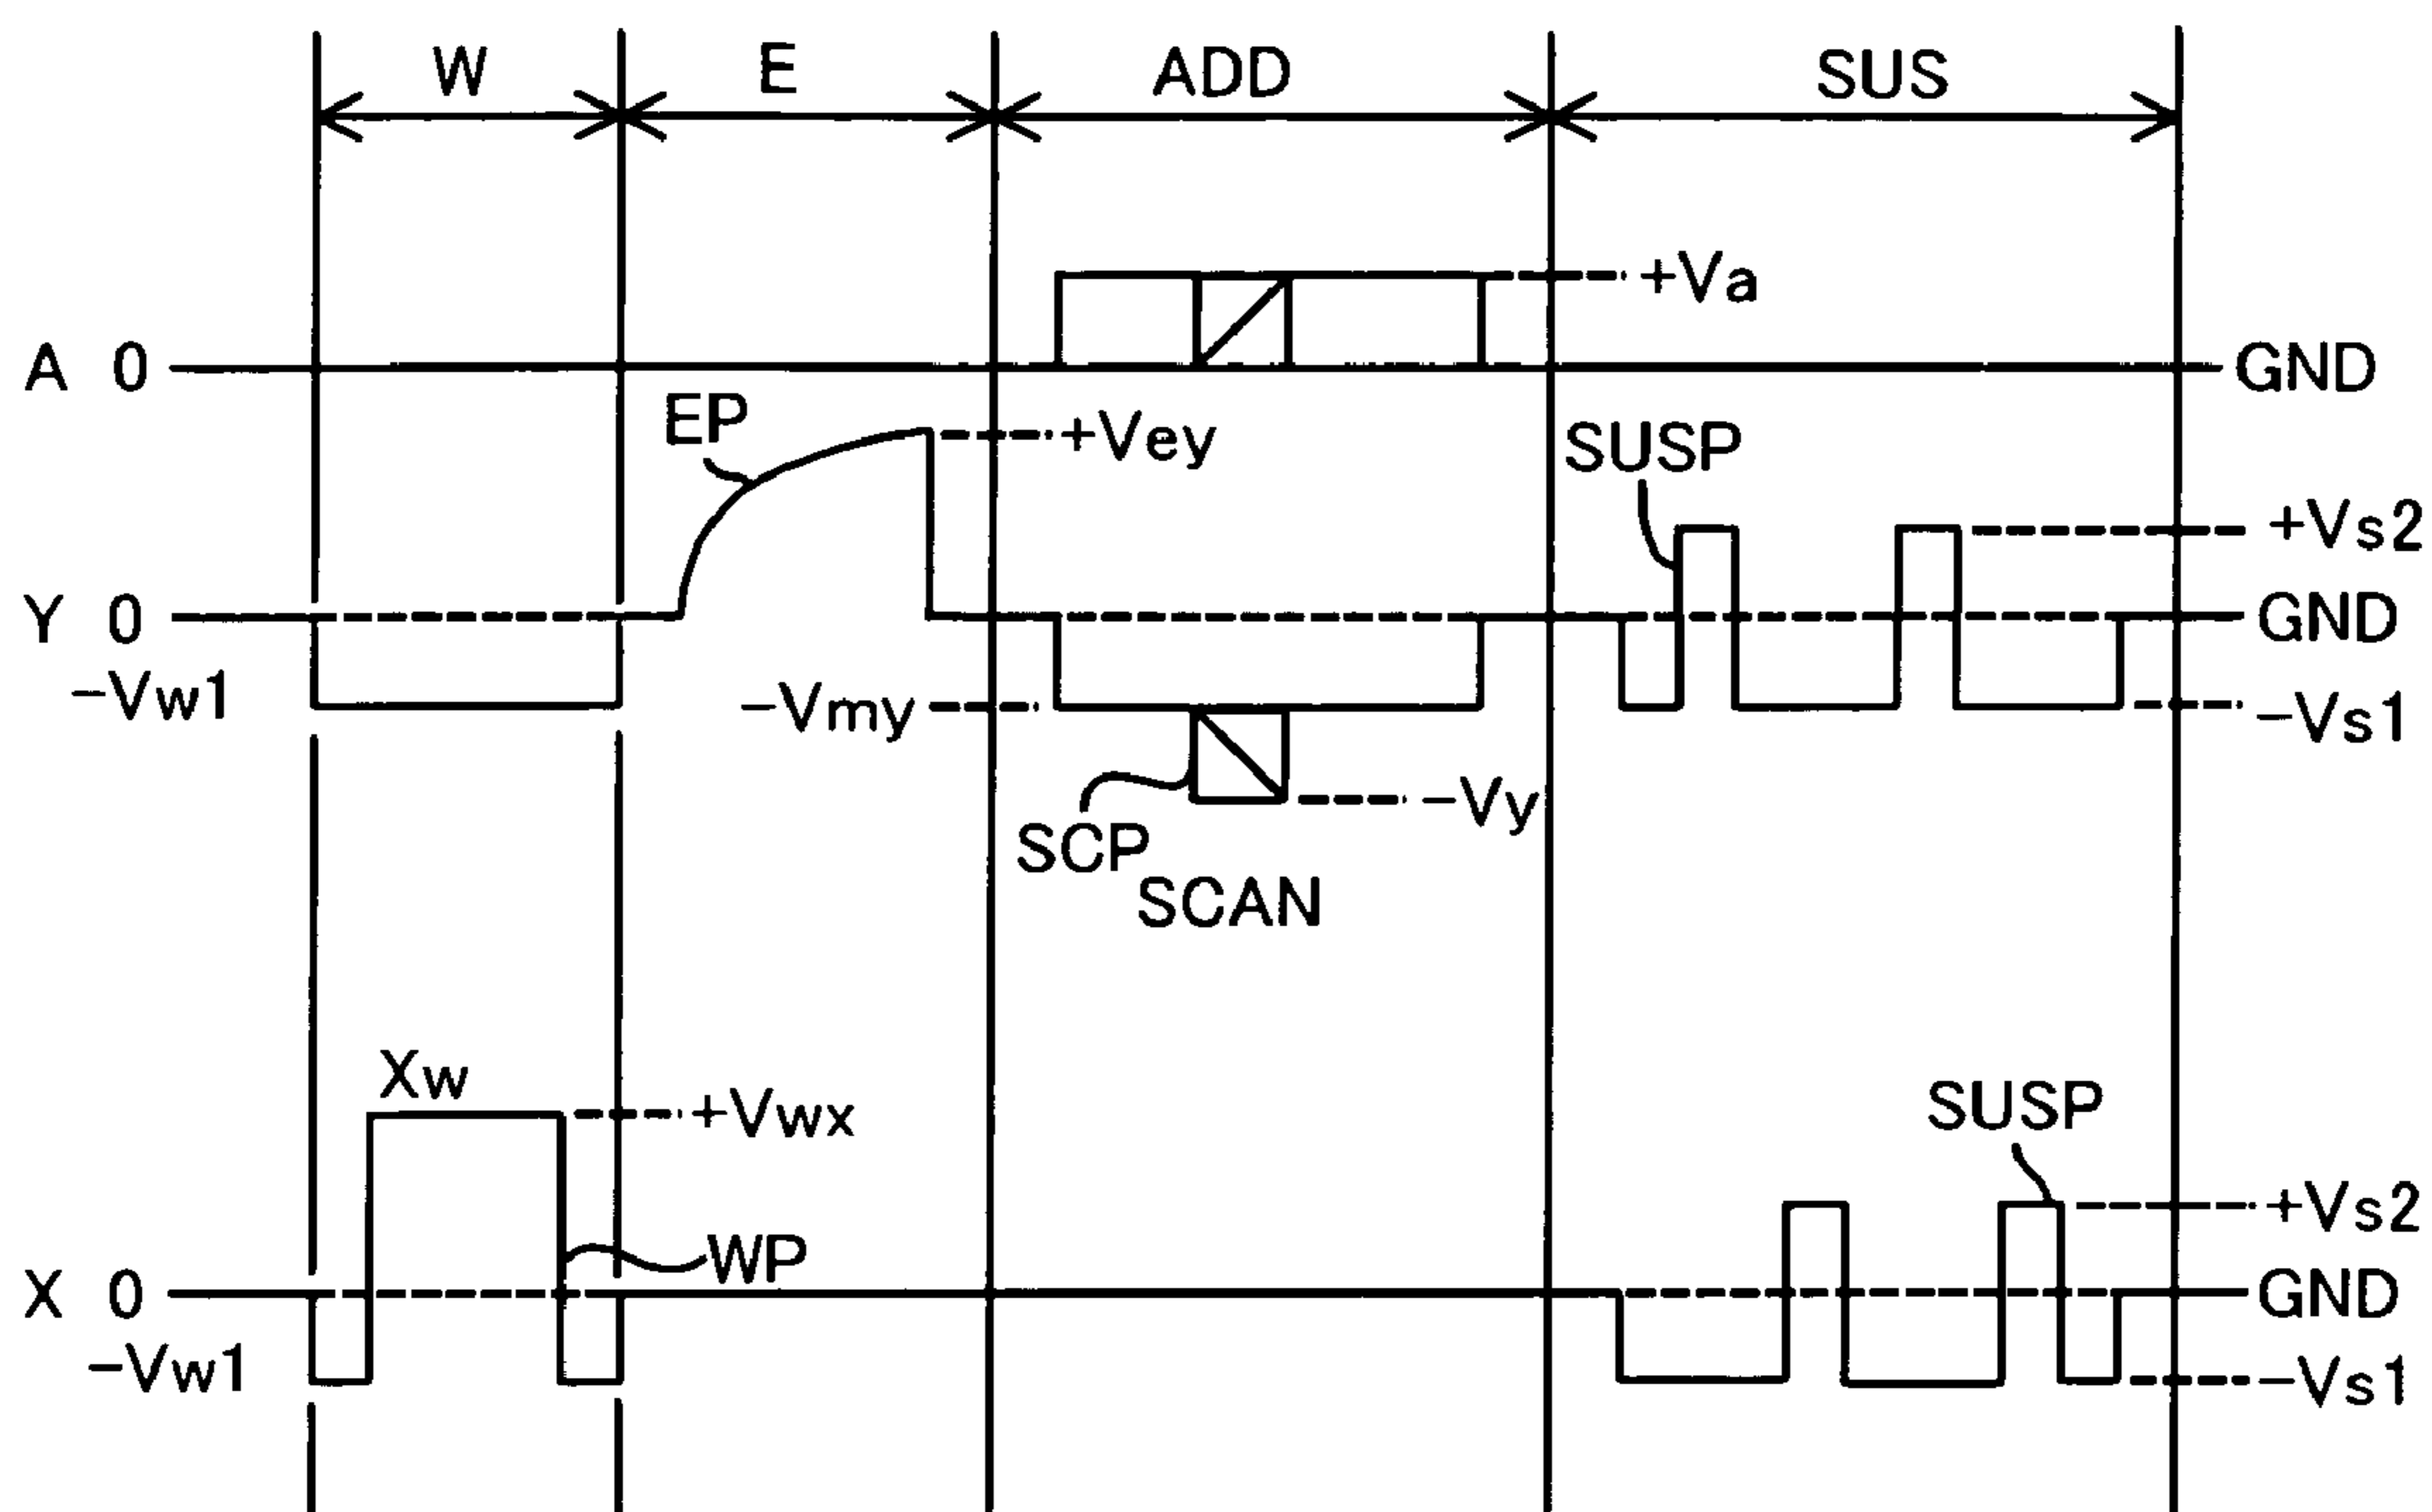 W E ADD SUS
+Va
A 0 GND
EP +Vey SUSP
+Vs2
Y 0 GND
-Vw1 -Vmy -Vs1
-Vy
SCP
SCAN
Xw +Vwx SUSP
+Vs2
WP
X 0 GND
-Vw1 -Vs1